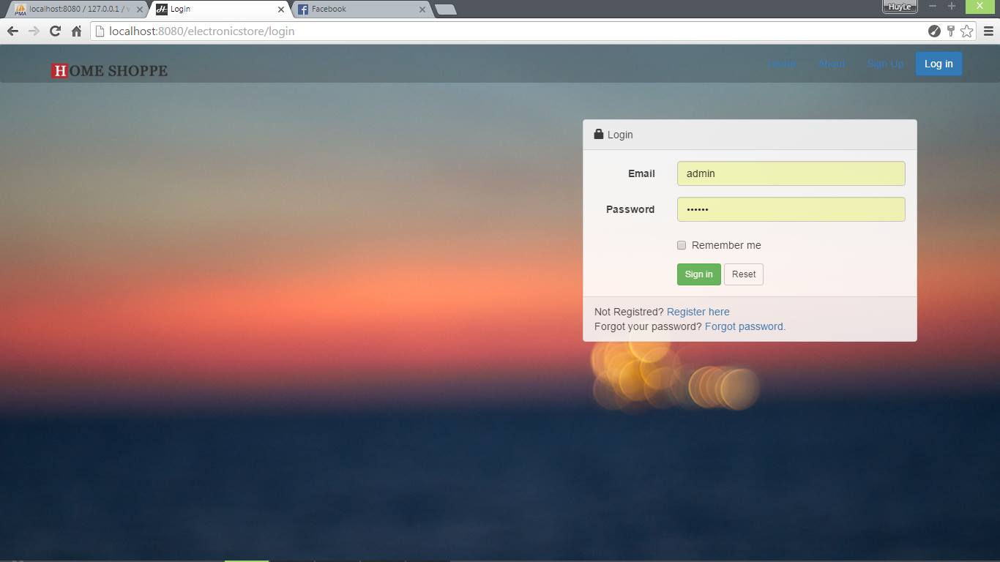 localhost:8080 / 127.0.0.1 / v
Login
Facebook
HuyLe
localhost:8080/electronicstore/login
HOME SHOPPE
Home
About
Sign Up
Log in
Login
Email
admin
Password
••••••
Remember me
Sign in
Reset
Not Registred? Register here
Forgot your password? Forgot password.